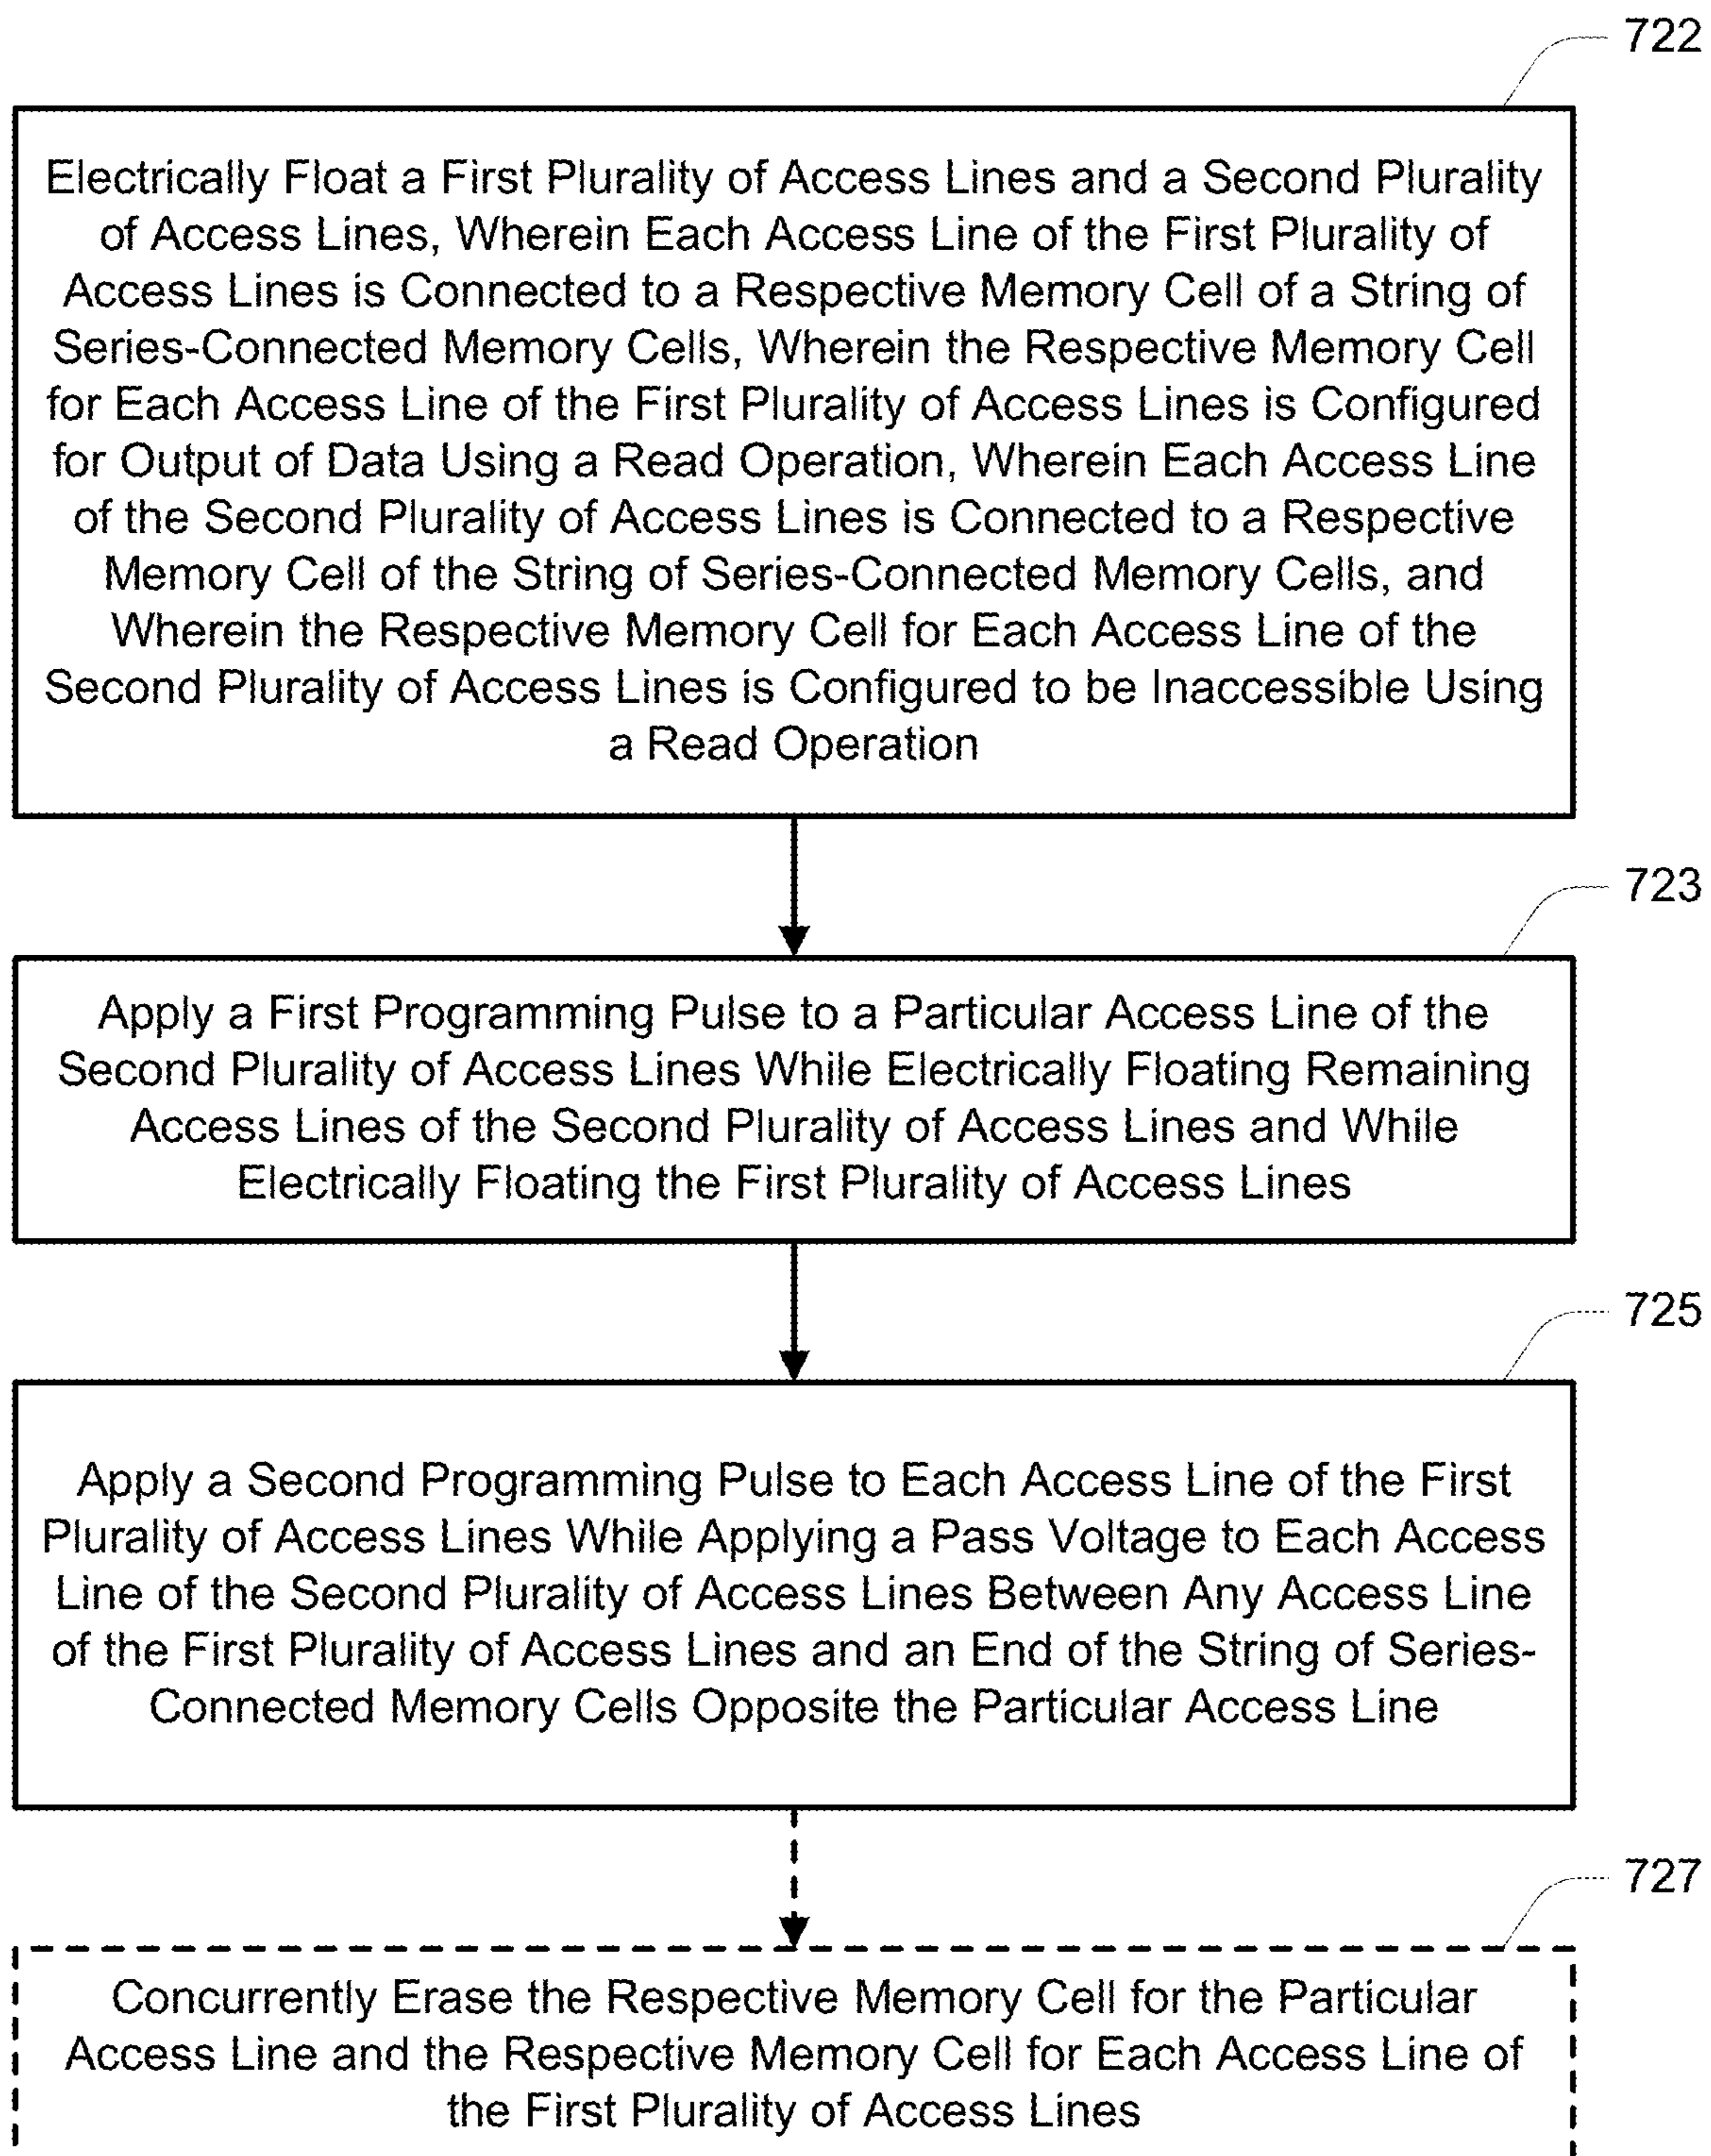 722
Electrically Float a First Plurality of Access Lines and a Second Plurality
of Access Lines, Wherein Each Access Line of the First Plurality of
Access Lines is Connected to a Respective Memory Cell of a String of
Series-Connected Memory Cells, Wherein the Respective Memory Cell
for Each Access Line of the First Plurality of Access Lines is Configured
for Output of Data Using a Read Operation, Wherein Each Access Line
of the Second Plurality of Access Lines is Connected to a Respective
Memory Cell of the String of Series-Connected Memory Cells, and
Wherein the Respective Memory Cell for Each Access Line of the
Second Plurality of Access Lines is Configured to be Inaccessible Using
a Read Operation
723
Apply a First Programming Pulse to a Particular Access Line of the
Second Plurality of Access Lines While Electrically Floating Remaining
Access Lines of the Second Plurality of Access Lines and While
Electrically Floating the First Plurality of Access Lines
725
Apply a Second Programming Pulse to Each Access Line of the First
Plurality of Access Lines While Applying a Pass Voltage to Each Access
Line of the Second Plurality of Access Lines Between Any Access Line
of the First Plurality of Access Lines and an End of the String of Series-
Connected Memory Cells Opposite the Particular Access Line
727
Concurrently Erase the Respective Memory Cell for the Particular
Access Line and the Respective Memory Cell for Each Access Line of
the First Plurality of Access Lines